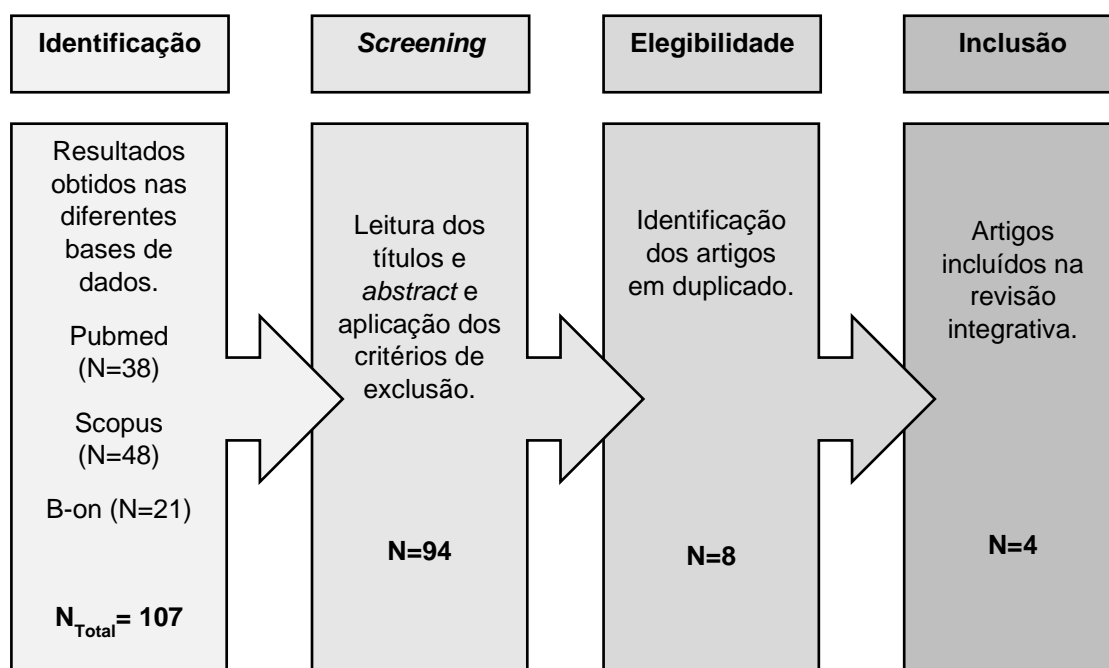 Identificação
Screening
Elegibilidade
Inclusão
Resultados
obtidos nas
diferentes
bases de
dados.
Pubmed
(N=38)
Scopus
(N=48)
B-on (N=21)
N_Total= 107
Leitura dos
títulos e
abstract e
aplicação dos
critérios de
exclusão.
N=94
Identificação
dos artigos
em duplicado.
N=8
Artigos
incluídos na
revisão
integrativa.
N=4